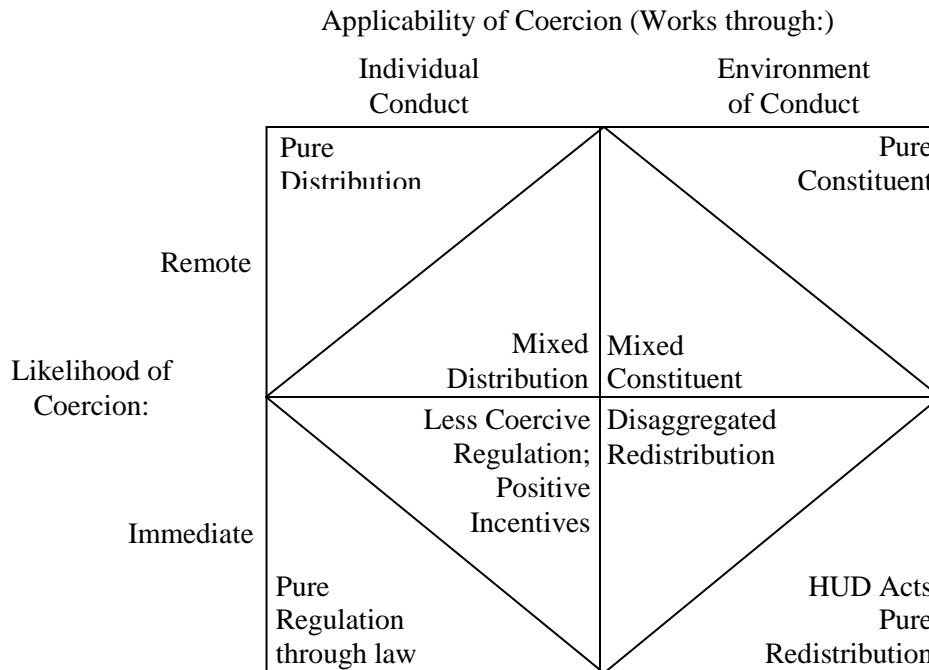 Applicability of Coercion (Works through:)
Individual
Conduct
Environment
of Conduct
Pure
Distribution
Pure
Constituent
Remote
Mixed
Distribution
Mixed
Constituent
Likelihood of
Coercion:
Less Coercive
Regulation;
Positive
Incentives
Disaggregated
Redistribution
Immediate
Pure
Regulation
through law
HUD Acts
Pure
Redistribution